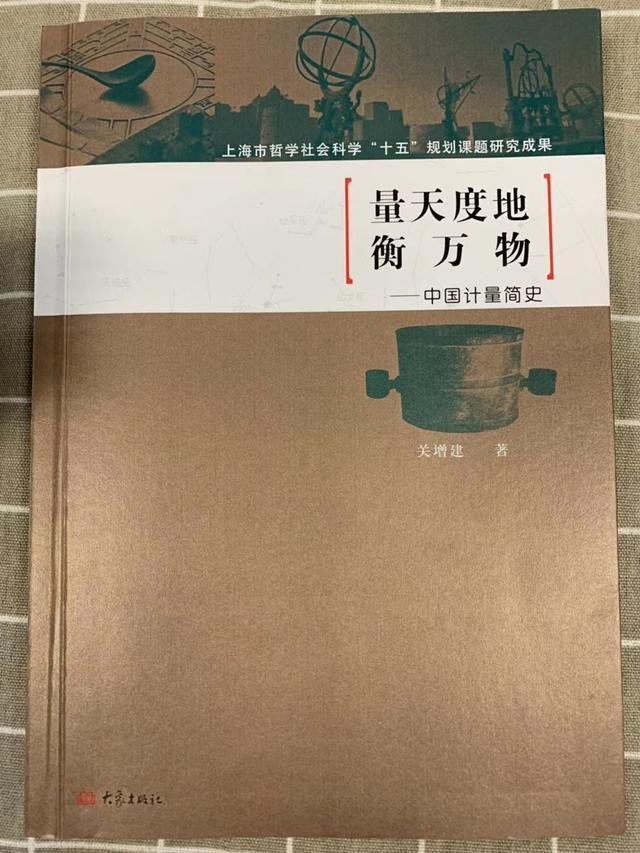 上海市哲学社会科学“十五”规划课题研究成果
量天度地
衡万物
——中国计量简史
关增建 著
大象出版社